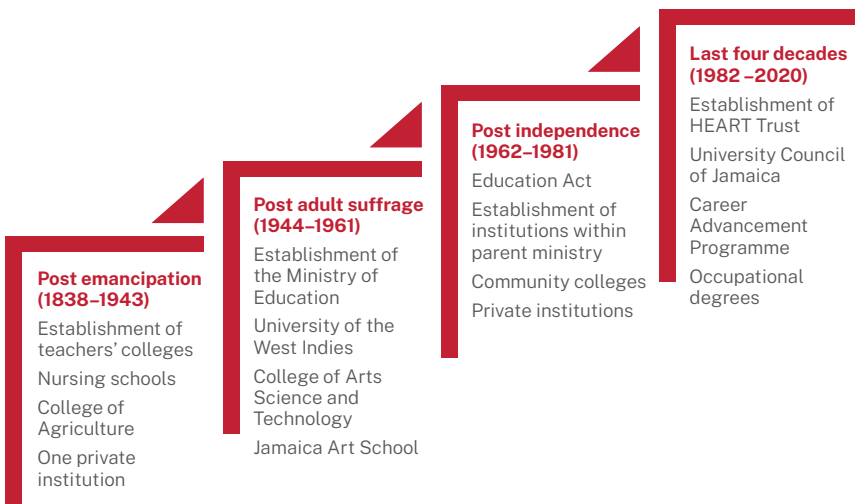 Post emancipation
(1838–1943)
Establishment of
teachers’ colleges
Nursing schools
College of
Agriculture
One private
institution
Post adult suffrage
(1944–1961)
Establishment of
the Ministry of
Education
University of the
West Indies
College of Arts
Science and
Technology
Jamaica Art School
Post independence
(1962–1981)
Education Act
Establishment of
institutions within
parent ministry
Community colleges
Private institutions
Last four decades
(1982 –2020)
Establishment of
HEART Trust
University Council
of Jamaica
Career
Advancement
Programme
Occupational
degrees